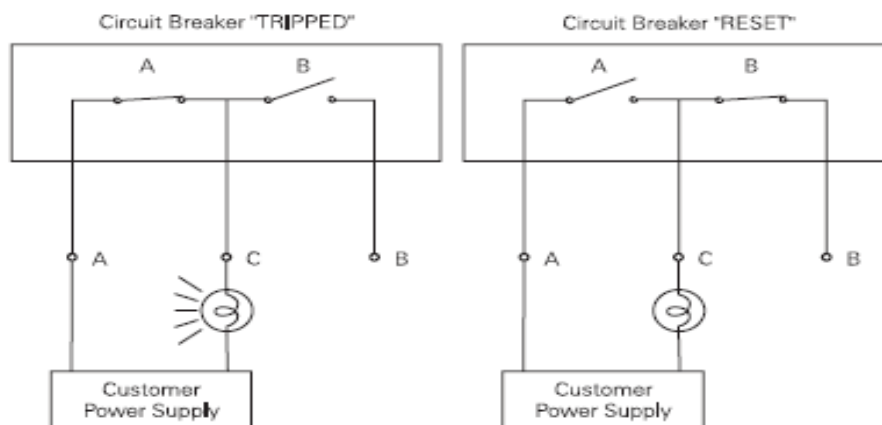 Circuit Breaker "TRIPPED"
A
B
A
C
B
Customer
Power Supply
Circuit Breaker "RESET"
A
B
A
C
B
Customer
Power Supply